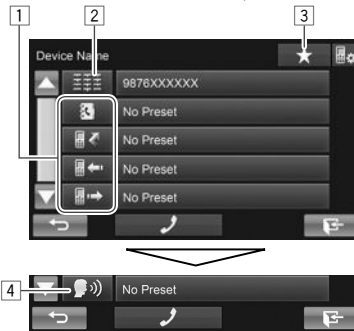 1 2 3
Device Name
9876XXXXXX
No Preset
No Preset
No Preset
No Preset
4 No Preset